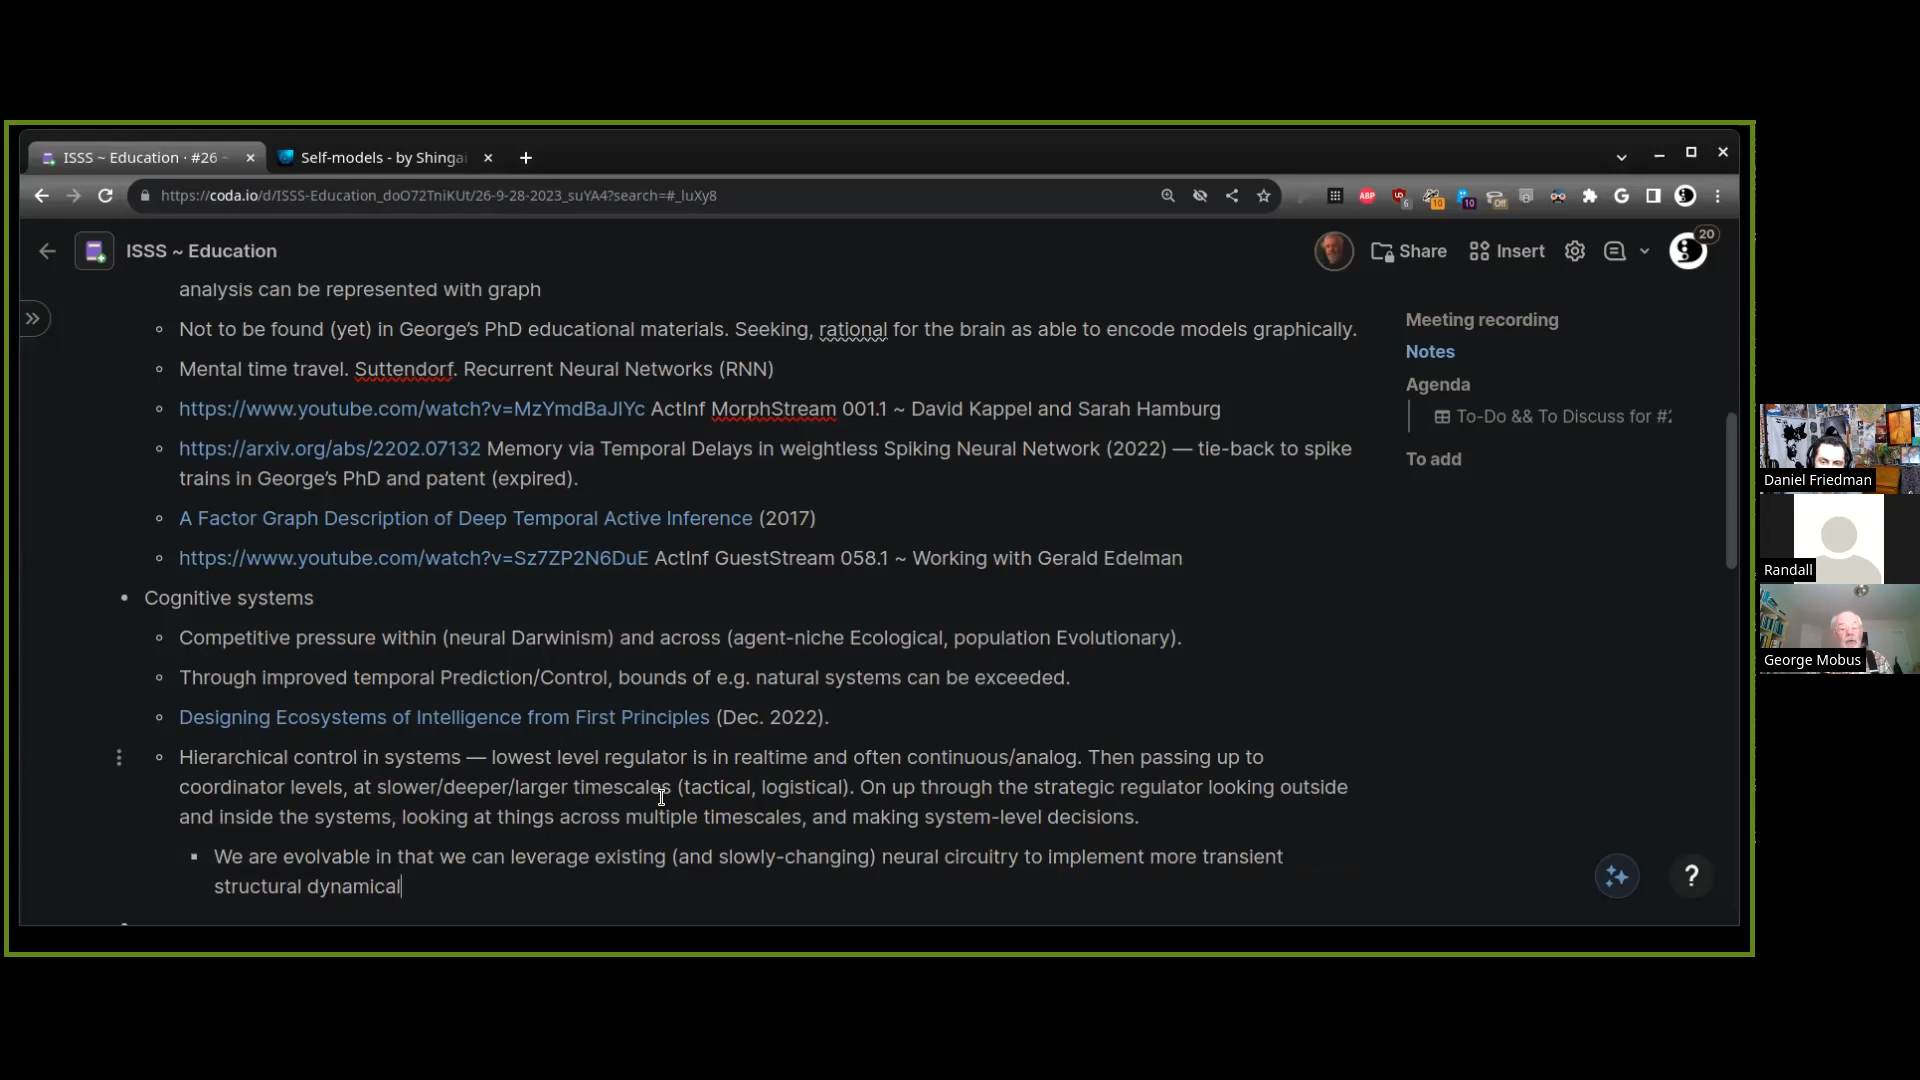 ISSS ~ Education · #26 ~
Self-models - by Shingai
https://coda.io/d/ISSS-Education_doO72TniKUt/26-9-28-2023_suYA4?search=#_luXy8
ABP
6
10
10
Off
ISSS ~ Education
Share
Insert
20
analysis can be represented with graph
Not to be found (yet) in George’s PhD educational materials. Seeking, rational for the brain as able to encode models graphically.
Mental time travel. Suttendorf. Recurrent Neural Networks (RNN)
https://www.youtube.com/watch?v=MzYmdBaJlYc ActInf MorphStream 001.1 ~ David Kappel and Sarah Hamburg
https://arxiv.org/abs/2202.07132 Memory via Temporal Delays in weightless Spiking Neural Network (2022) — tie-back to spike
trains in George’s PhD and patent (expired).
A Factor Graph Description of Deep Temporal Active Inference (2017)
https://www.youtube.com/watch?v=Sz7ZP2N6DuE ActInf GuestStream 058.1 ~ Working with Gerald Edelman
Cognitive systems
Competitive pressure within (neural Darwinism) and across (agent-niche Ecological, population Evolutionary).
Through improved temporal Prediction/Control, bounds of e.g. natural systems can be exceeded.
Designing Ecosystems of Intelligence from First Principles (Dec. 2022).
Hierarchical control in systems — lowest level regulator is in realtime and often continuous/analog. Then passing up to
coordinator levels, at slower/deeper/larger timescales (tactical, logistical). On up through the strategic regulator looking outside
and inside the systems, looking at things across multiple timescales, and making system-level decisions.
We are evolvable in that we can leverage existing (and slowly-changing) neural circuitry to implement more transient
structural dynamical
Meeting recording
Notes
Agenda
To-Do && To Discuss for #2
To add
?
Daniel Friedman
Randall
George Mobus